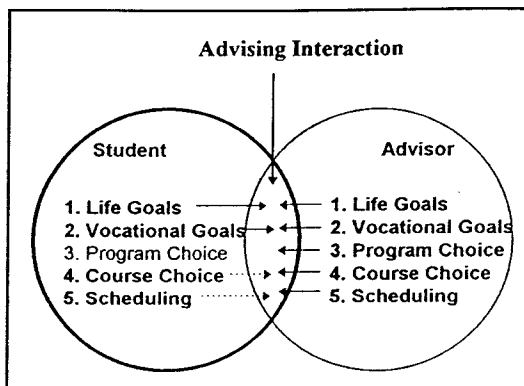 Advising Interaction
Student
1. Life Goals
2. Vocational Goals
3. Program Choice
4. Course Choice
5. Scheduling
Advisor
1. Life Goals
2. Vocational Goals
3. Program Choice
4. Course Choice
5. Scheduling